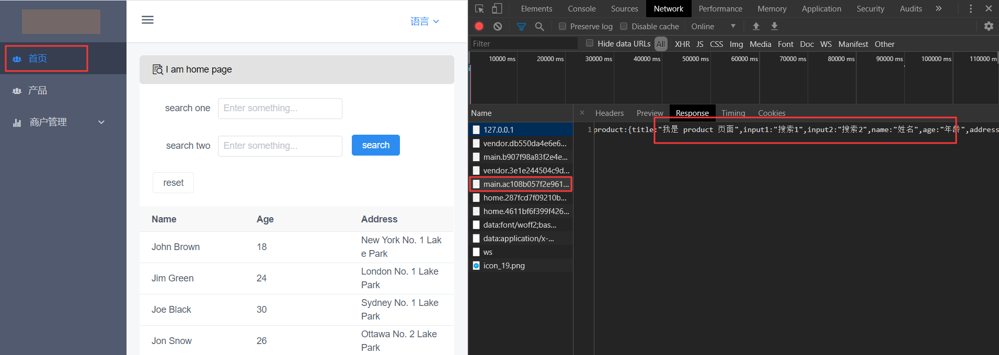 首页
产品
商户管理
语言
I am home page
search one
Enter something...
search two
Enter something...
search
reset
Name Age Address
John Brown 18 New York No. 1 Lak
e Park
Jim Green 24 London No. 1 Lake
Park
Joe Black 30 Sydney No. 1 Lake
Park
Jon Snow 26 Ottawa No. 2 Lake
Park
Elements Console Sources Network Performance Memory Application Security Audits
Preserve log Disable cache Online
Filter Hide data URLs All XHR JS CSS Img Media Font Doc WS Manifest Other
10000 ms 20000 ms 30000 ms 40000 ms 50000 ms 60000 ms 70000 ms 80000 ms 90000 ms 100000 ms 110000 m
Name
127.0.0.1
vendor.db550da4e6e6...
main.b907f98a83f2e4e...
vendor.3e1e244504c9d...
main.ac108b057f2e961...
home.287fcd7f09210b...
home.4611bf6f399f426...
data:font/woff2;bas...
data:application/x-...
ws
icon_19.png
× Headers Preview Response Timing Cookies
1 product:{title:"我是 product 页面",input1:"搜索1",input2:"搜索2",name:"姓名",age:"年龄",address